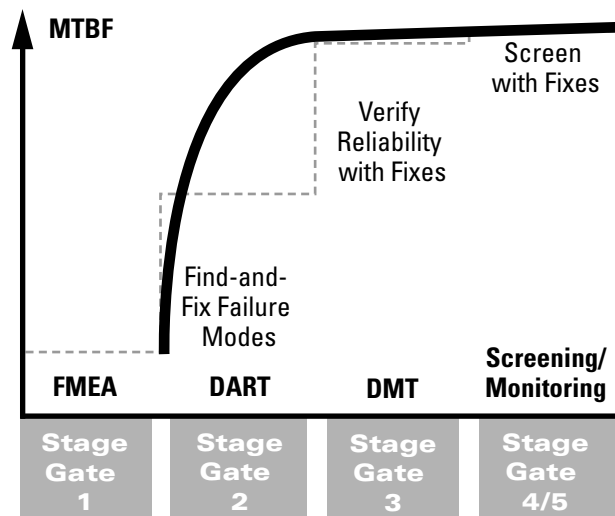 MTBF
Screen
with Fixes
Verify
Reliability
with Fixes
Find-and-
Fix Failure
Modes
FMEA
DART
DMT
Screening/
Monitoring
Stage
Gate
1
Stage
Gate
2
Stage
Gate
3
Stage
Gate
4/5